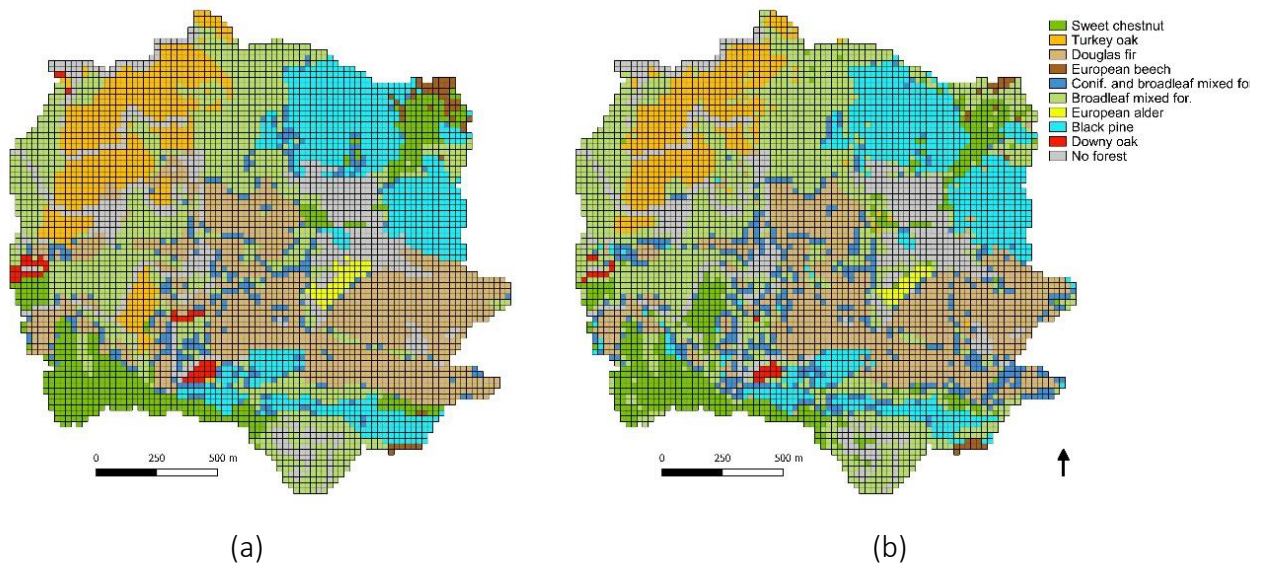 Sweet chestnut
Turkey oak
Douglas fir
European beech
Conif. and broadleaf mixed fo
Broadleaf mixed for.
European alder
Black pine
Downy oak
No forest
0 250 500 m
0 250 500 m
(a)
(b)